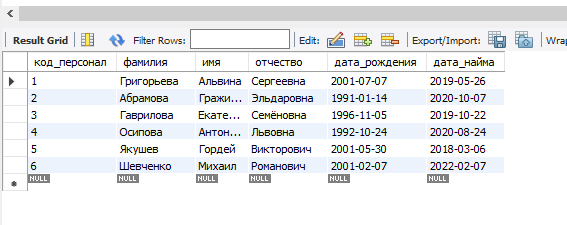 Result Grid Filter Rows: Edit: Export/Import: Wrap
код_персонал фамилия имя отчество дата_рождения дата_найма
1 Григорьева Альвина Сергеевна 2001-07-07 2019-05-26
2 Абрамова Гражи... Эльдаровна 1991-01-14 2020-10-07
3 Гаврилова Екате... Семёновна 1996-11-05 2019-10-22
4 Осипова Антон... Львовна 1992-10-24 2020-08-24
5 Якушев Гордей Викторович 2001-05-30 2018-03-06
6 Шевченко Михаил Романович 2001-02-07 2022-02-07
NULL NULL NULL NULL NULL NULL